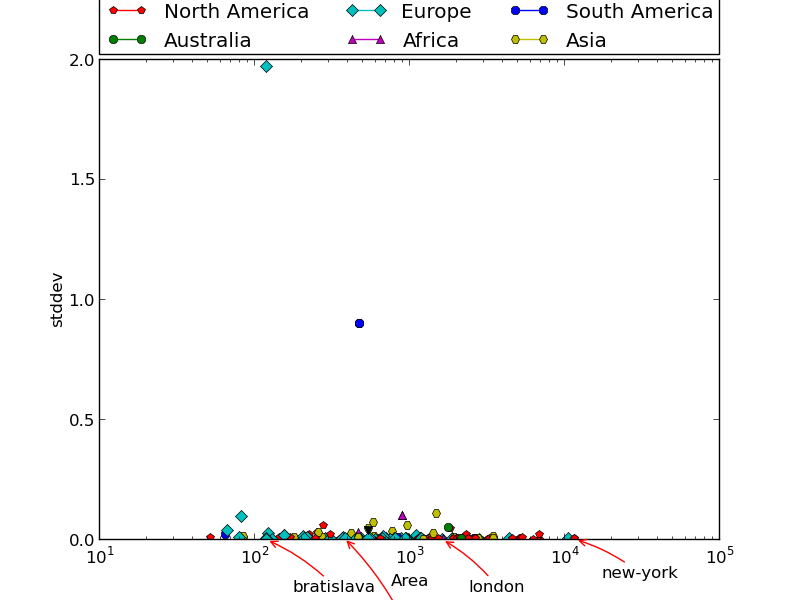 North America Europe South America
Australia Africa Asia
2.0
1.5
1.0
0.5
0.0
stddev
10¹ 10² 10³ 10⁴ 10⁵
Area
new-york
bratislava london